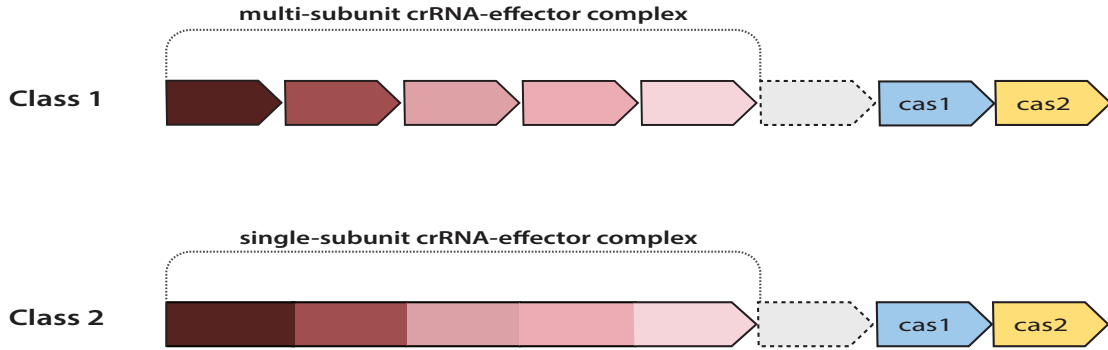 multi-subunit crRNA-effector complex
Class 1
cas1
cas2
single-subunit crRNA-effector complex
Class 2
cas1
cas2